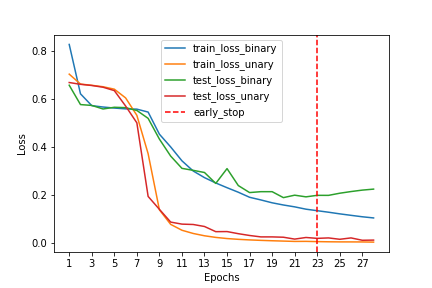 train_loss_binary
train_loss_unary
test_loss_binary
test_loss_unary
early_stop
0.8
0.6
0.4
0.2
0.0
Loss
1 3 5 7 9 11 13 15 17 19 21 23 25 27
Epochs